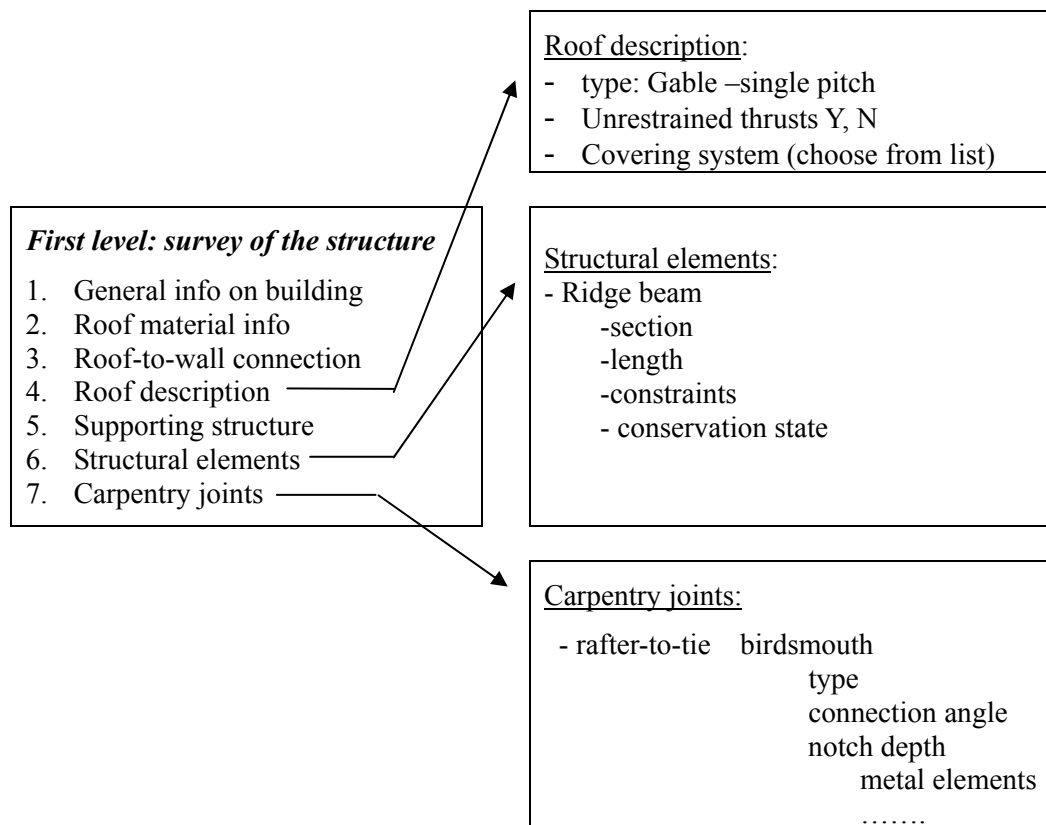 First level: survey of the structure
1. General info on building
2. Roof material info
3. Roof-to-wall connection
4. Roof description
5. Supporting structure
6. Structural elements
7. Carpentry joints
Roof description:
- type: Gable –single pitch
- Unrestrained thrusts Y, N
- Covering system (choose from list)
Structural elements:
- Ridge beam
-section
-length
-constraints
- conservation state
Carpentry joints:
- rafter-to-tie birdsmouth
type
connection angle
notch depth
metal elements
…….